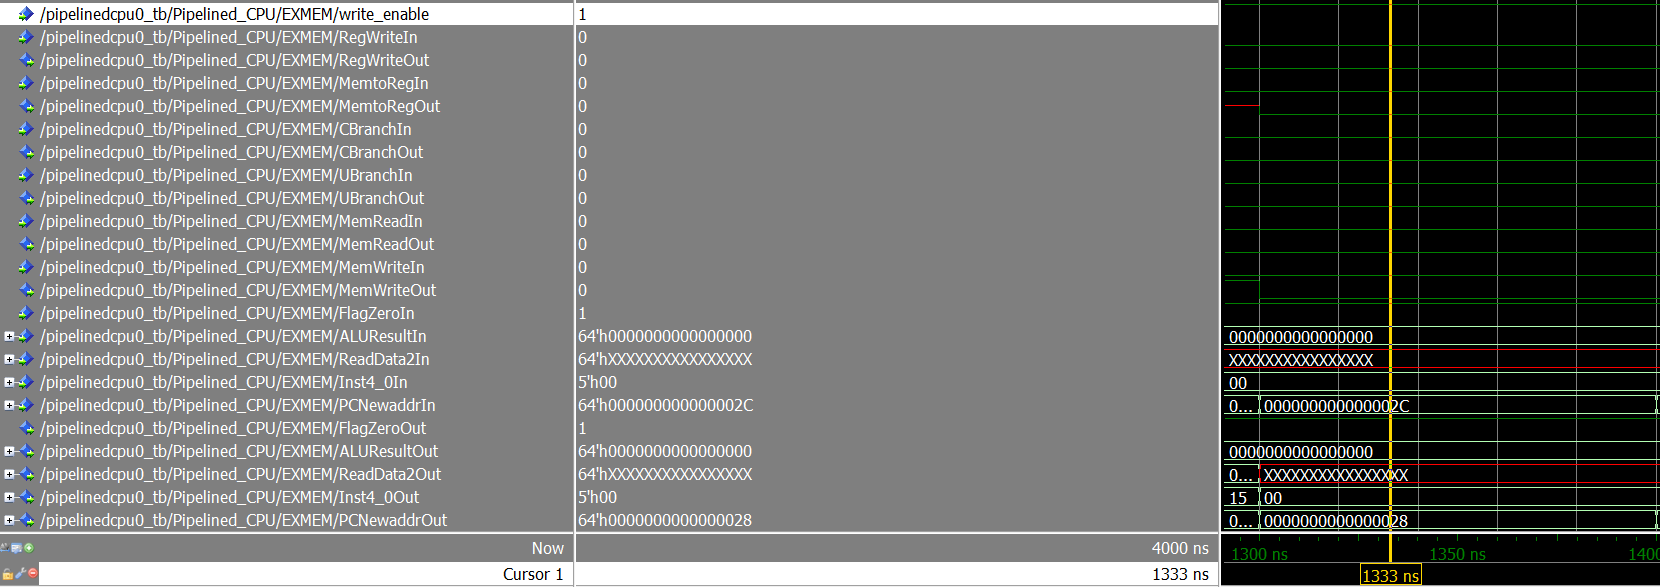 /pipelinedcpu0_tb/Pipelined_CPU/EXMEM/write_enable 1
/pipelinedcpu0_tb/Pipelined_CPU/EXMEM/RegWriteIn 0
/pipelinedcpu0_tb/Pipelined_CPU/EXMEM/RegWriteOut 0
/pipelinedcpu0_tb/Pipelined_CPU/EXMEM/MemtoRegIn 0
/pipelinedcpu0_tb/Pipelined_CPU/EXMEM/MemtoRegOut 0
/pipelinedcpu0_tb/Pipelined_CPU/EXMEM/CBranchIn 0
/pipelinedcpu0_tb/Pipelined_CPU/EXMEM/CBranchOut 0
/pipelinedcpu0_tb/Pipelined_CPU/EXMEM/UBranchIn 0
/pipelinedcpu0_tb/Pipelined_CPU/EXMEM/UBranchOut 0
/pipelinedcpu0_tb/Pipelined_CPU/EXMEM/MemReadIn 0
/pipelinedcpu0_tb/Pipelined_CPU/EXMEM/MemReadOut 0
/pipelinedcpu0_tb/Pipelined_CPU/EXMEM/MemWriteIn 0
/pipelinedcpu0_tb/Pipelined_CPU/EXMEM/MemWriteOut 0
/pipelinedcpu0_tb/Pipelined_CPU/EXMEM/FlagZeroIn 1
/pipelinedcpu0_tb/Pipelined_CPU/EXMEM/ALUResultIn 64'h0000000000000000 0000000000000000
/pipelinedcpu0_tb/Pipelined_CPU/EXMEM/ReadData2In 64'hXXXXXXXXXXXXXXXX XXXXXXXXXXXXXXXX
/pipelinedcpu0_tb/Pipelined_CPU/EXMEM/Inst4_0In 5'h00 00
/pipelinedcpu0_tb/Pipelined_CPU/EXMEM/PCNewaddrIn 64'h000000000000002C 0... 000000000000002C
/pipelinedcpu0_tb/Pipelined_CPU/EXMEM/FlagZeroOut 1
/pipelinedcpu0_tb/Pipelined_CPU/EXMEM/ALUResultOut 64'h0000000000000000 0000000000000000
/pipelinedcpu0_tb/Pipelined_CPU/EXMEM/ReadData2Out 64'hXXXXXXXXXXXXXXXX 0... XXXXXXXXXXXXXXXX
/pipelinedcpu0_tb/Pipelined_CPU/EXMEM/Inst4_0Out 5'h00 15 00
/pipelinedcpu0_tb/Pipelined_CPU/EXMEM/PCNewaddrOut 64'h0000000000000028 0... 0000000000000028
Now 4000 ns 1300 ns 1350 ns 1400
Cursor 1 1333 ns 1333 ns